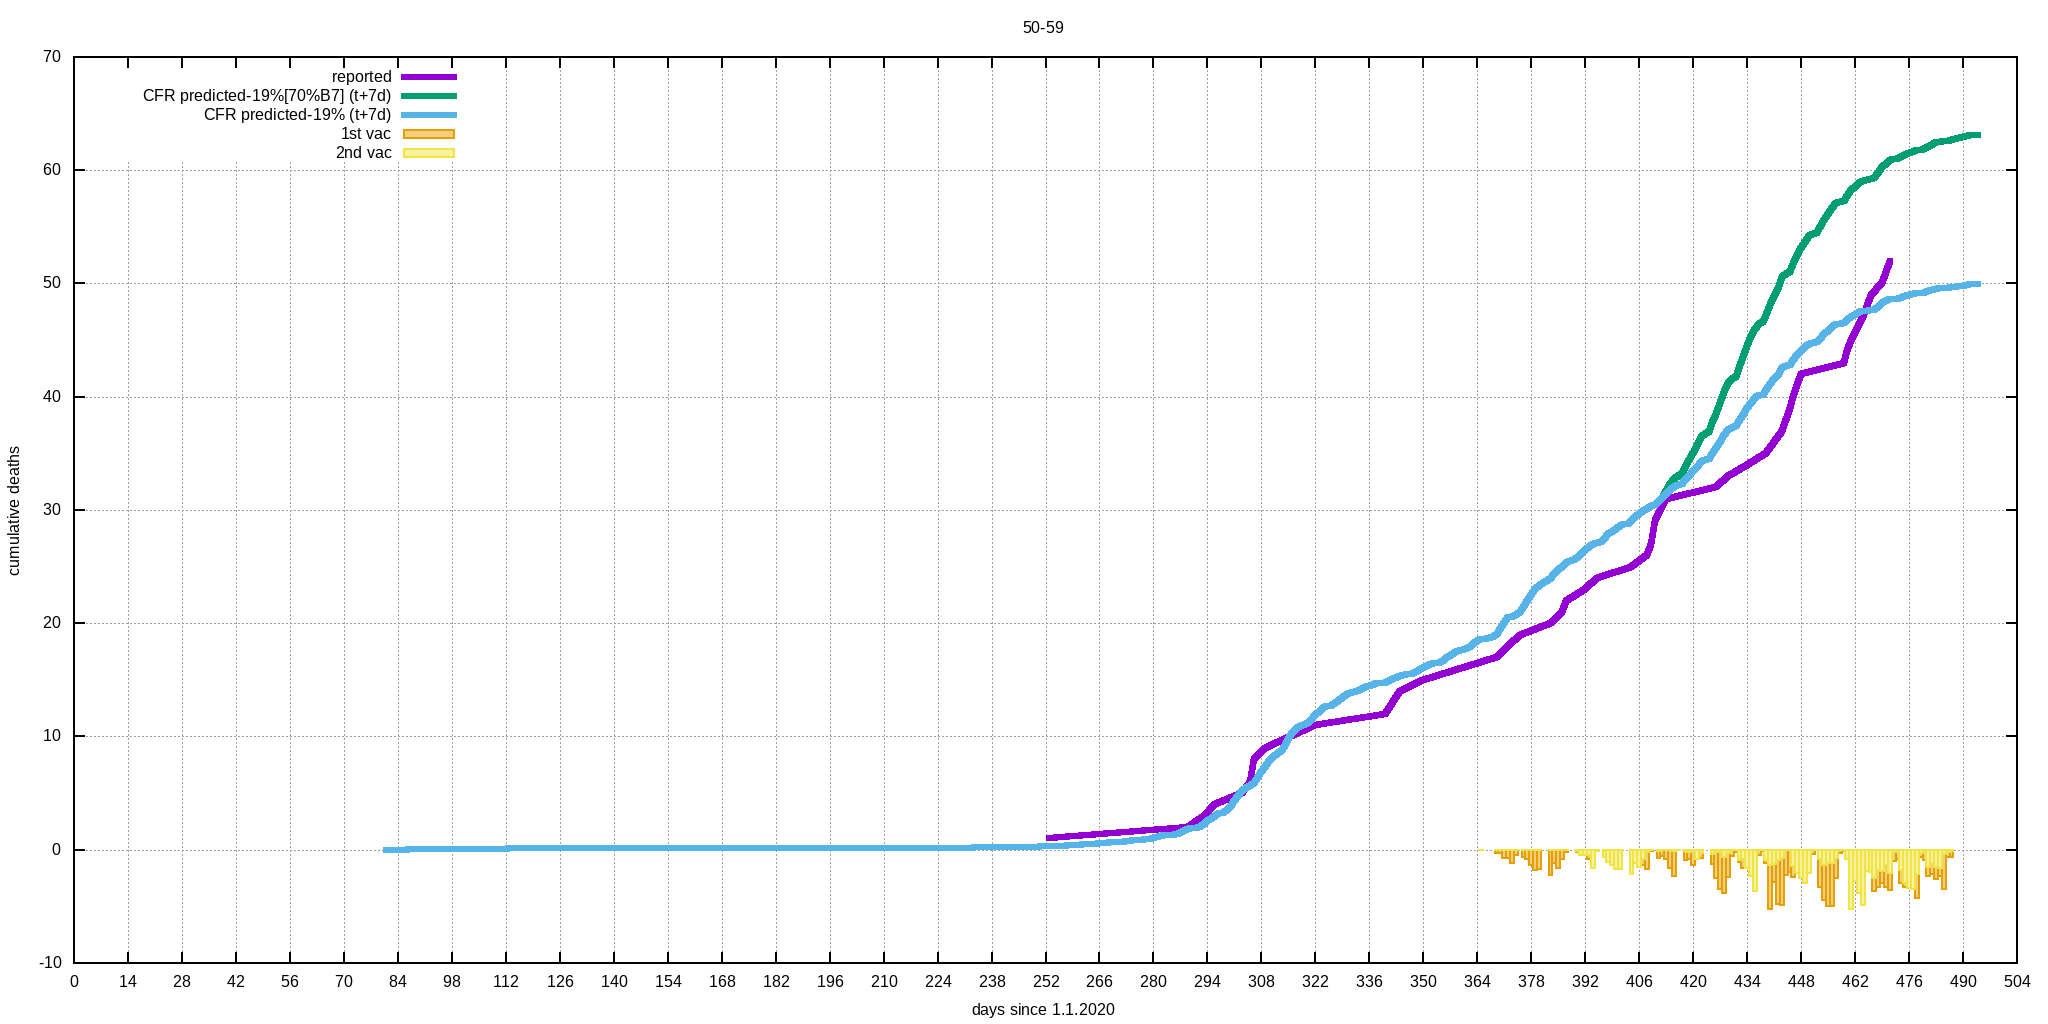 50-59
reported
CFR predicted-19%[70%B7] (t+7d)
CFR predicted-19% (t+7d)
1st vac
2nd vac
70
60
50
40
30
20
10
0
-10
cumulative deaths
0 14 28 42 56 70 84 98 112 126 140 154 168 182 196 210 224 238 252 266 280 294 308 322 336 350 364 378 392 406 420 434 448 462 476 490 504
days since 1.1.2020